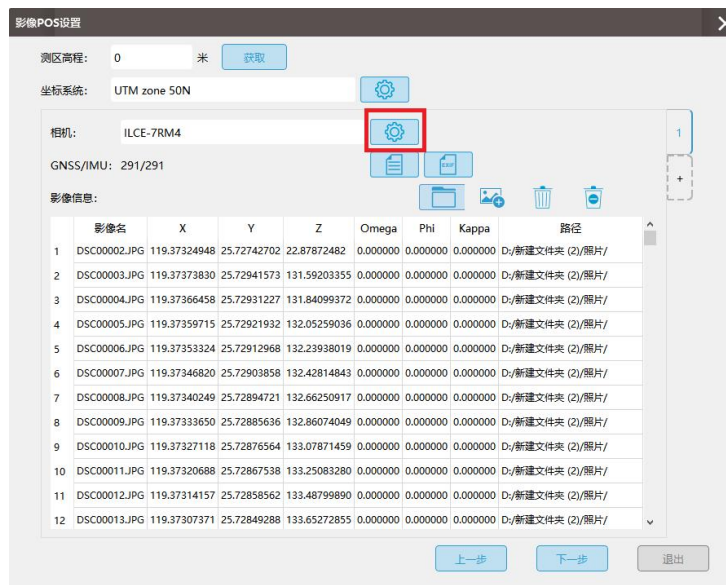 影像POS设置
测区高程： 0 米 获取
坐标系统： UTM zone 50N
相机： ILCE-7RM4 1
GNSS/IMU： 291/291 EXIF +
影像信息：
影像名 X Y Z Omega Phi Kappa 路径
1 DSC00002.JPG 119.37324948 25.72742702 22.87872482 0.000000 0.000000 0.000000 D:/新建文件夹 (2)/照片/
2 DSC00003.JPG 119.37373830 25.72941573 131.59203355 0.000000 0.000000 0.000000 D:/新建文件夹 (2)/照片/
3 DSC00004.JPG 119.37366458 25.72931227 131.84099372 0.000000 0.000000 0.000000 D:/新建文件夹 (2)/照片/
4 DSC00005.JPG 119.37359715 25.72921932 132.05259036 0.000000 0.000000 0.000000 D:/新建文件夹 (2)/照片/
5 DSC00006.JPG 119.37353324 25.72912968 132.23938019 0.000000 0.000000 0.000000 D:/新建文件夹 (2)/照片/
6 DSC00007.JPG 119.37346820 25.72903858 132.42814843 0.000000 0.000000 0.000000 D:/新建文件夹 (2)/照片/
7 DSC00008.JPG 119.37340249 25.72894721 132.66250917 0.000000 0.000000 0.000000 D:/新建文件夹 (2)/照片/
8 DSC00009.JPG 119.37333650 25.72885636 132.86074049 0.000000 0.000000 0.000000 D:/新建文件夹 (2)/照片/
9 DSC00010.JPG 119.37327118 25.72876564 133.07871459 0.000000 0.000000 0.000000 D:/新建文件夹 (2)/照片/
10 DSC00011.JPG 119.37320688 25.72867538 133.25083280 0.000000 0.000000 0.000000 D:/新建文件夹 (2)/照片/
11 DSC00012.JPG 119.37314157 25.72858562 133.48799890 0.000000 0.000000 0.000000 D:/新建文件夹 (2)/照片/
12 DSC00013.JPG 119.37307371 25.72849288 133.65272855 0.000000 0.000000 0.000000 D:/新建文件夹 (2)/照片/
上一步 下一步 退出